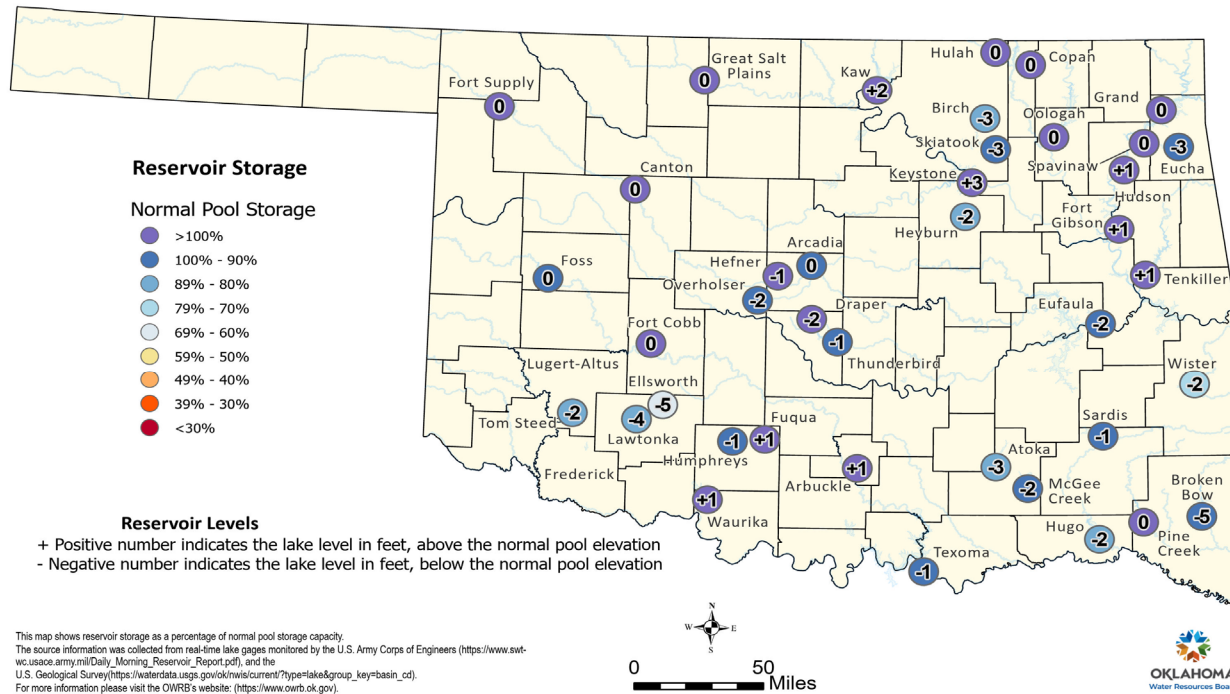 Hulah
Copan
Great Salt
Plains
Kaw
Fort Supply
0
0
0
+2
0
Birch
Oologah
Grand
-3
0
0
Skiatook
-3
Spavinaw
0
-3
Eucha
Canton
0
Keystone
+3
+1
Hudson
Heyburn
-2
Fort
Gibson
+1
Arcadia
0
Foss
0
Hefner
-1
Overholser
-2
+1
Tenkiller
Draper
-2
Eufaula
-2
Fort Cobb
0
-1
Thunderbird
Lugert-Altus
Wister
-2
Ellsworth
-5
Tom Steed
-2
-4
Lawtonka
Fuqua
+1
-1
Humphreys
Sardis
-1
Atoka
-3
Frederick
Arbuckle
+1
-2
McGee
Creek
Broken
Bow
-5
+1
Waurika
Hugo
-2
0
Pine
Creek
Texoma
-1
Reservoir Storage
Normal Pool Storage
>100%
100% - 90%
89% - 80%
79% - 70%
69% - 60%
59% - 50%
49% - 40%
39% - 30%
<30%
Reservoir Levels
+ Positive number indicates the lake level in feet, above the normal pool elevation
- Negative number indicates the lake level in feet, below the normal pool elevation
This map shows reservoir storage as a percentage of normal pool storage capacity.
The source information was collected from real-time lake gages monitored by the U.S. Army Corps of Engineers (https://www.swt-
wc.usace.army.mil/Daily_Morning_Reservoir_Report.pdf), and the
U.S. Geological Survey(https://waterdata.usgs.gov/ok/nwis/current/?type=lake&group_key=basin_cd).
For more information please visit the OWRB's website: (https://www.owrb.ok.gov).
N
W
E
S
0
50
Miles
OKLAHOMA
Water Resources Boa